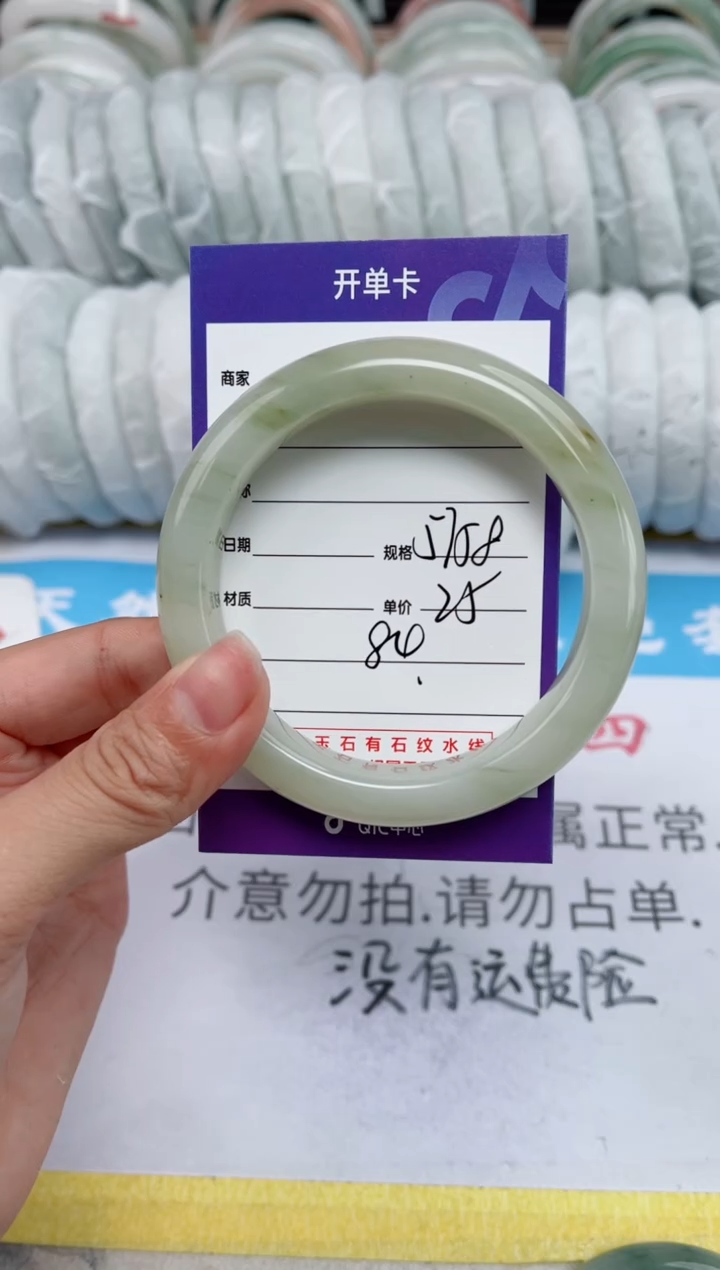 开单卡
商家
日期 规格 5758
材质 单价 25
84.
玉石有石纹水线
四
属正常.
介意勿拍.请勿占单.
没有运费险